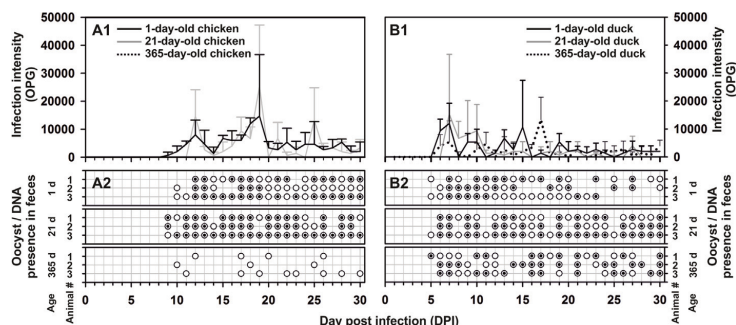 50000
40000
30000
20000
10000
0
Infection intensity
(OPG)
A1
1-day-old chicken
21-day-old chicken
365-day-old chicken
B1
1-day-old duck
21-day-old duck
365-day-old duck
50000
40000
30000
20000
10000
0
Infection intensity
(OPG)
A2
B2
Oocyst / DNA
presence in feces
1 d
1
2
3
21 d
1
2
3
365 d
1
2
3
Age
Animal #
1
2
3
1 d
1
2
3
21 d
1
2
3
365 d
Animal #
Age
Oocyst / DNA
presence in feces
0 5 10 15 20 25 30
0 5 10 15 20 25 30
Day post infection (DPI)